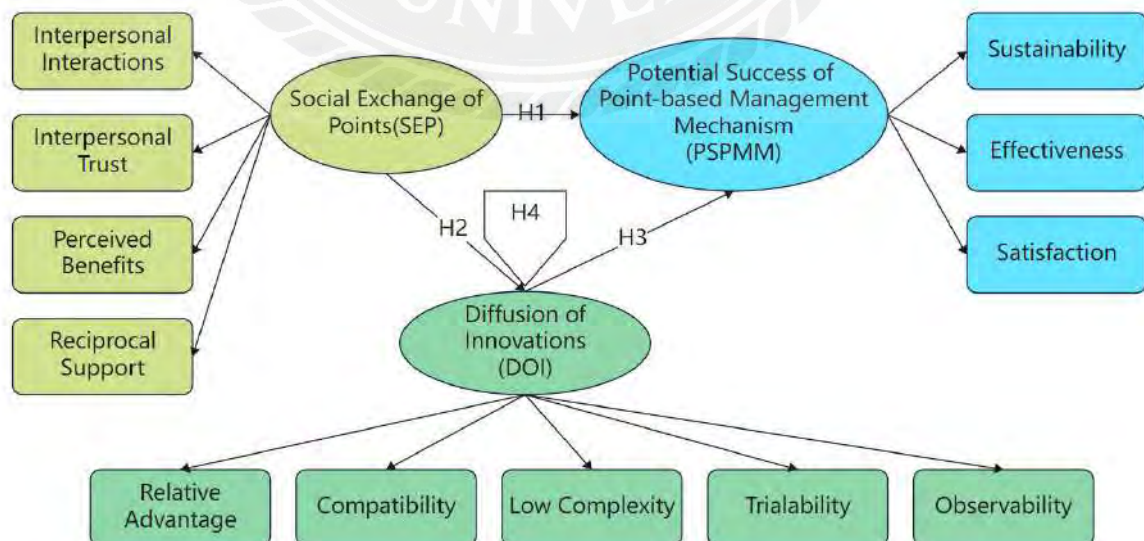 UNIVE
Interpersonal
Interactions
Interpersonal
Trust
Perceived
Benefits
Reciprocal
Support
Social Exchange of
Points(SEP)
H1
Potential Success of
Point-based Management
Mechanism
(PSPMM)
Sustainability
Effectiveness
Satisfaction
H2
H4
H3
Diffusion of
Innovations
(DOI)
Relative
Advantage
Compatibility
Low Complexity
Trialability
Observability